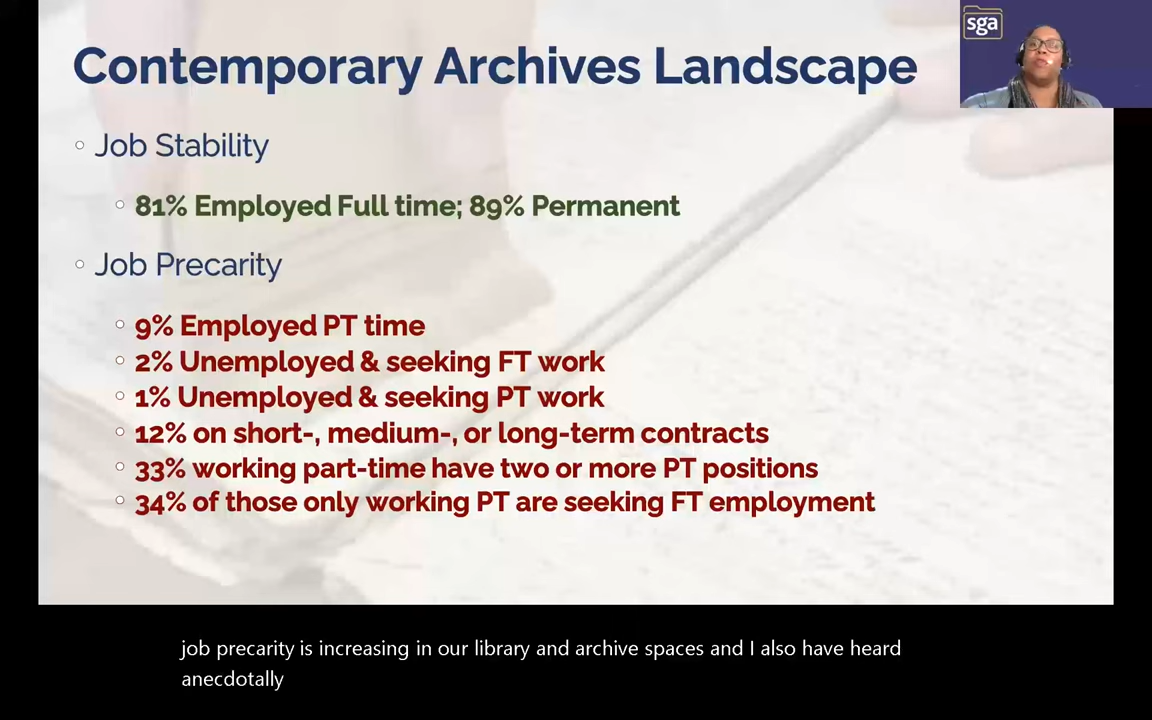 Contemporary Archives Landscape
sga
Job Stability
81% Employed Full time; 89% Permanent
Job Precarity
9% Employed PT time
2% Unemployed & seeking FT work
1% Unemployed & seeking PT work
12% on short-, medium-, or long-term contracts
33% working part-time have two or more PT positions
34% of those only working PT are seeking FT employment
job precarity is increasing in our library and archive spaces and I also have heard
anecdotally